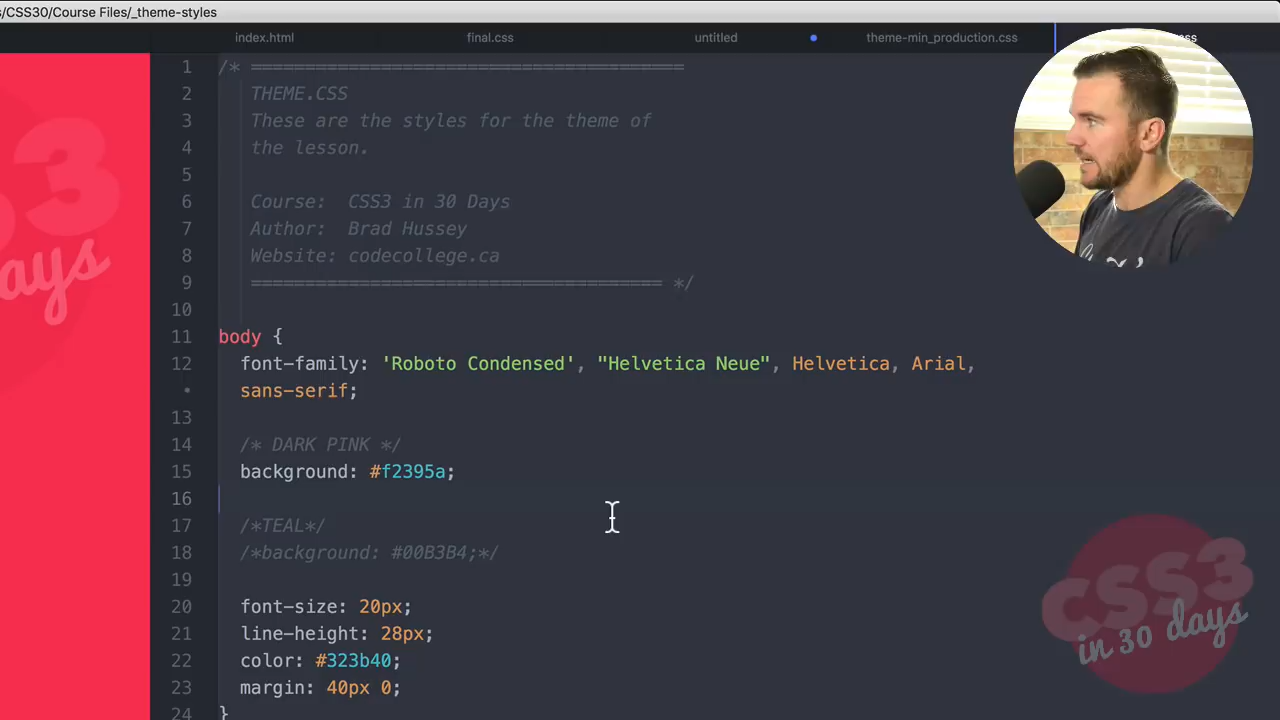 s/CSS30/Course Files/_theme-styles
index.html
final.css
untitled
theme-min_production.css
css
1 /* ========================================
2 THEME.CSS
3 These are the styles for the theme of
4 the lesson.
5
6 Course: CSS3 in 30 Days
7 Author: Brad Hussey
8 Website: codecollege.ca
9 ====================================== */
10
11 body {
12 font-family: 'Roboto Condensed', "Helvetica Neue", Helvetica, Arial,
• sans-serif;
13
14 /* DARK PINK */
15 background: #f2395a;
16
17 /*TEAL*/
18 /*background: #00B3B4;*/
19
20 font-size: 20px;
21 line-height: 28px;
22 color: #323b40;
23 margin: 40px 0;
24 }
S3
days
CSS3
in 30 days